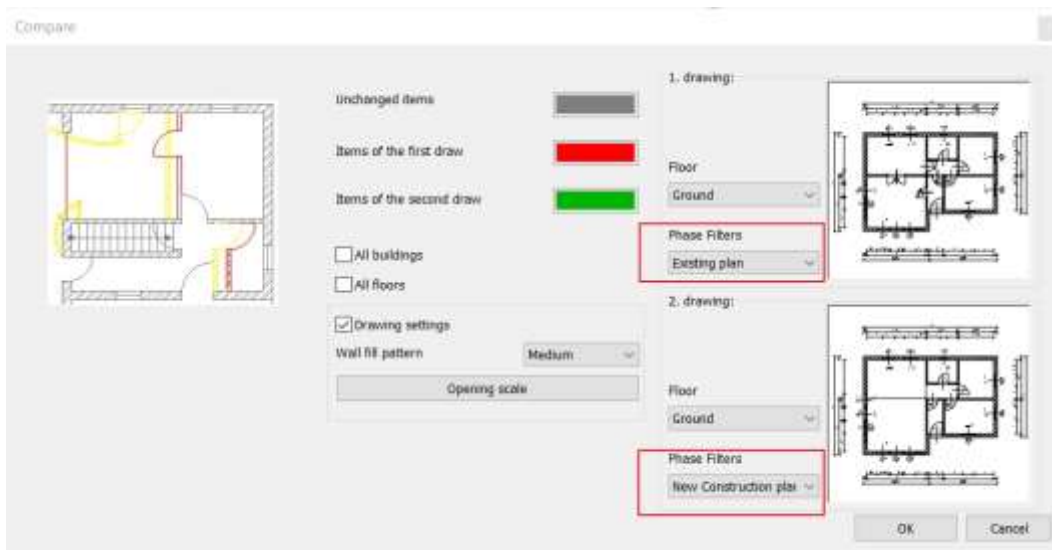 Compare
Unchanged items
Items of the first draw
Items of the second draw
All buildings
All floors
Drawing settings
Wall fill pattern
Medium
Opening scale
1. drawing:
Floor
Ground
Phase Filters
Existing plan
2. drawing:
Floor
Ground
Phase Filters
New Construction plan
OK
Cancel